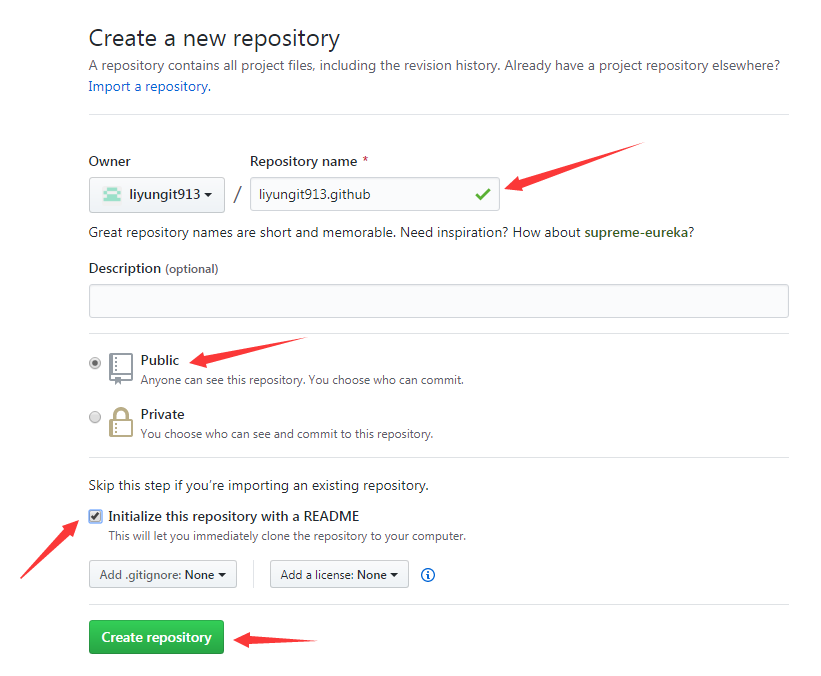 Create a new repository
A repository contains all project files, including the revision history. Already have a project repository elsewhere?
Import a repository.
Owner
Repository name *
liyungit913 / liyungit913.github
Great repository names are short and memorable. Need inspiration? How about supreme-eureka?
Description (optional)
Public
Anyone can see this repository. You choose who can commit.
Private
You choose who can see and commit to this repository.
Skip this step if you’re importing an existing repository.
Initialize this repository with a README
This will let you immediately clone the repository to your computer.
Add .gitignore: None
Add a license: None
Create repository